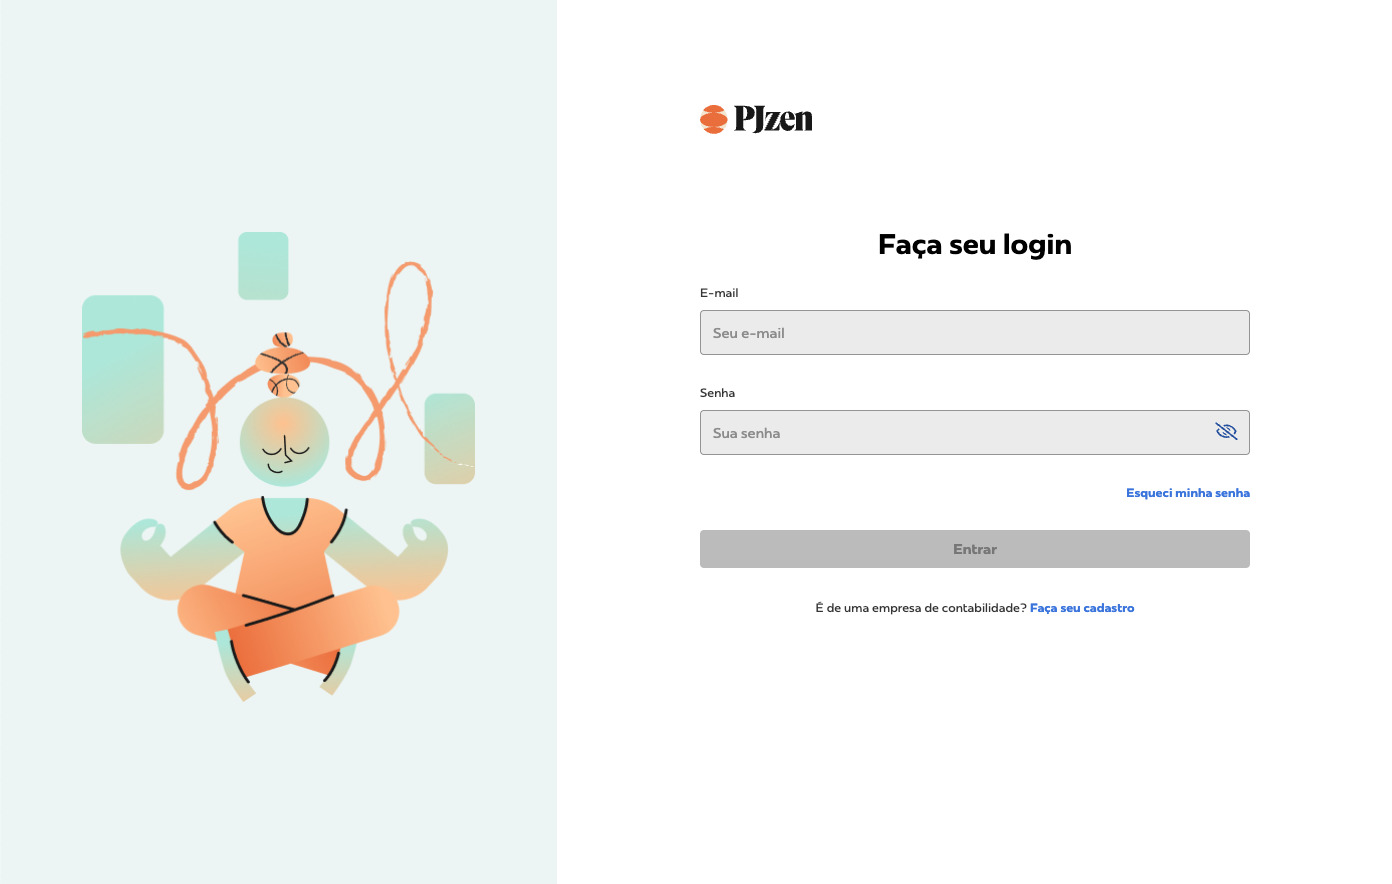 PJzen
Faça seu login
E-mail
Seu e-mail
Senha
Sua senha
Esqueci minha senha
Entrar
É de uma empresa de contabilidade? Faça seu cadastro